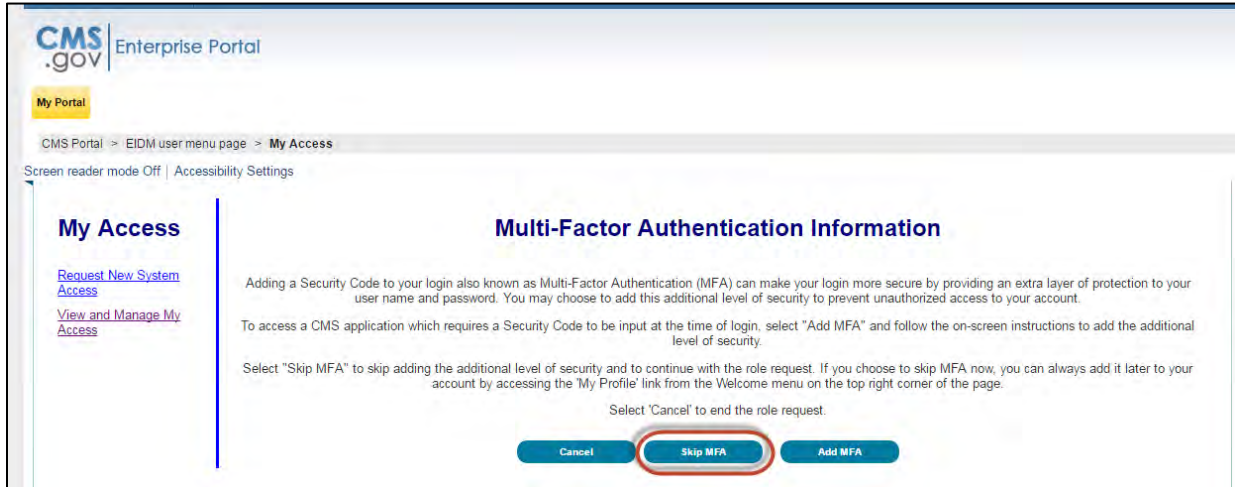 CMS
.gov
Enterprise Portal
My Portal
CMS Portal > EIDM user menu page > My Access
Screen reader mode Off | Accessibility Settings
My Access
Request New System
Access
View and Manage My
Access
Multi-Factor Authentication Information
Adding a Security Code to your login also known as Multi-Factor Authentication (MFA) can make your login more secure by providing an extra layer of protection to your
user name and password. You may choose to add this additional level of security to prevent unauthorized access to your account.
To access a CMS application which requires a Security Code to be input at the time of login, select "Add MFA" and follow the on-screen instructions to add the additional
level of security.
Select "Skip MFA" to skip adding the additional level of security and to continue with the role request. If you choose to skip MFA now, you can always add it later to your
account by accessing the 'My Profile' link from the Welcome menu on the top right corner of the page.
Select 'Cancel' to end the role request.
Cancel
Skip MFA
Add MFA